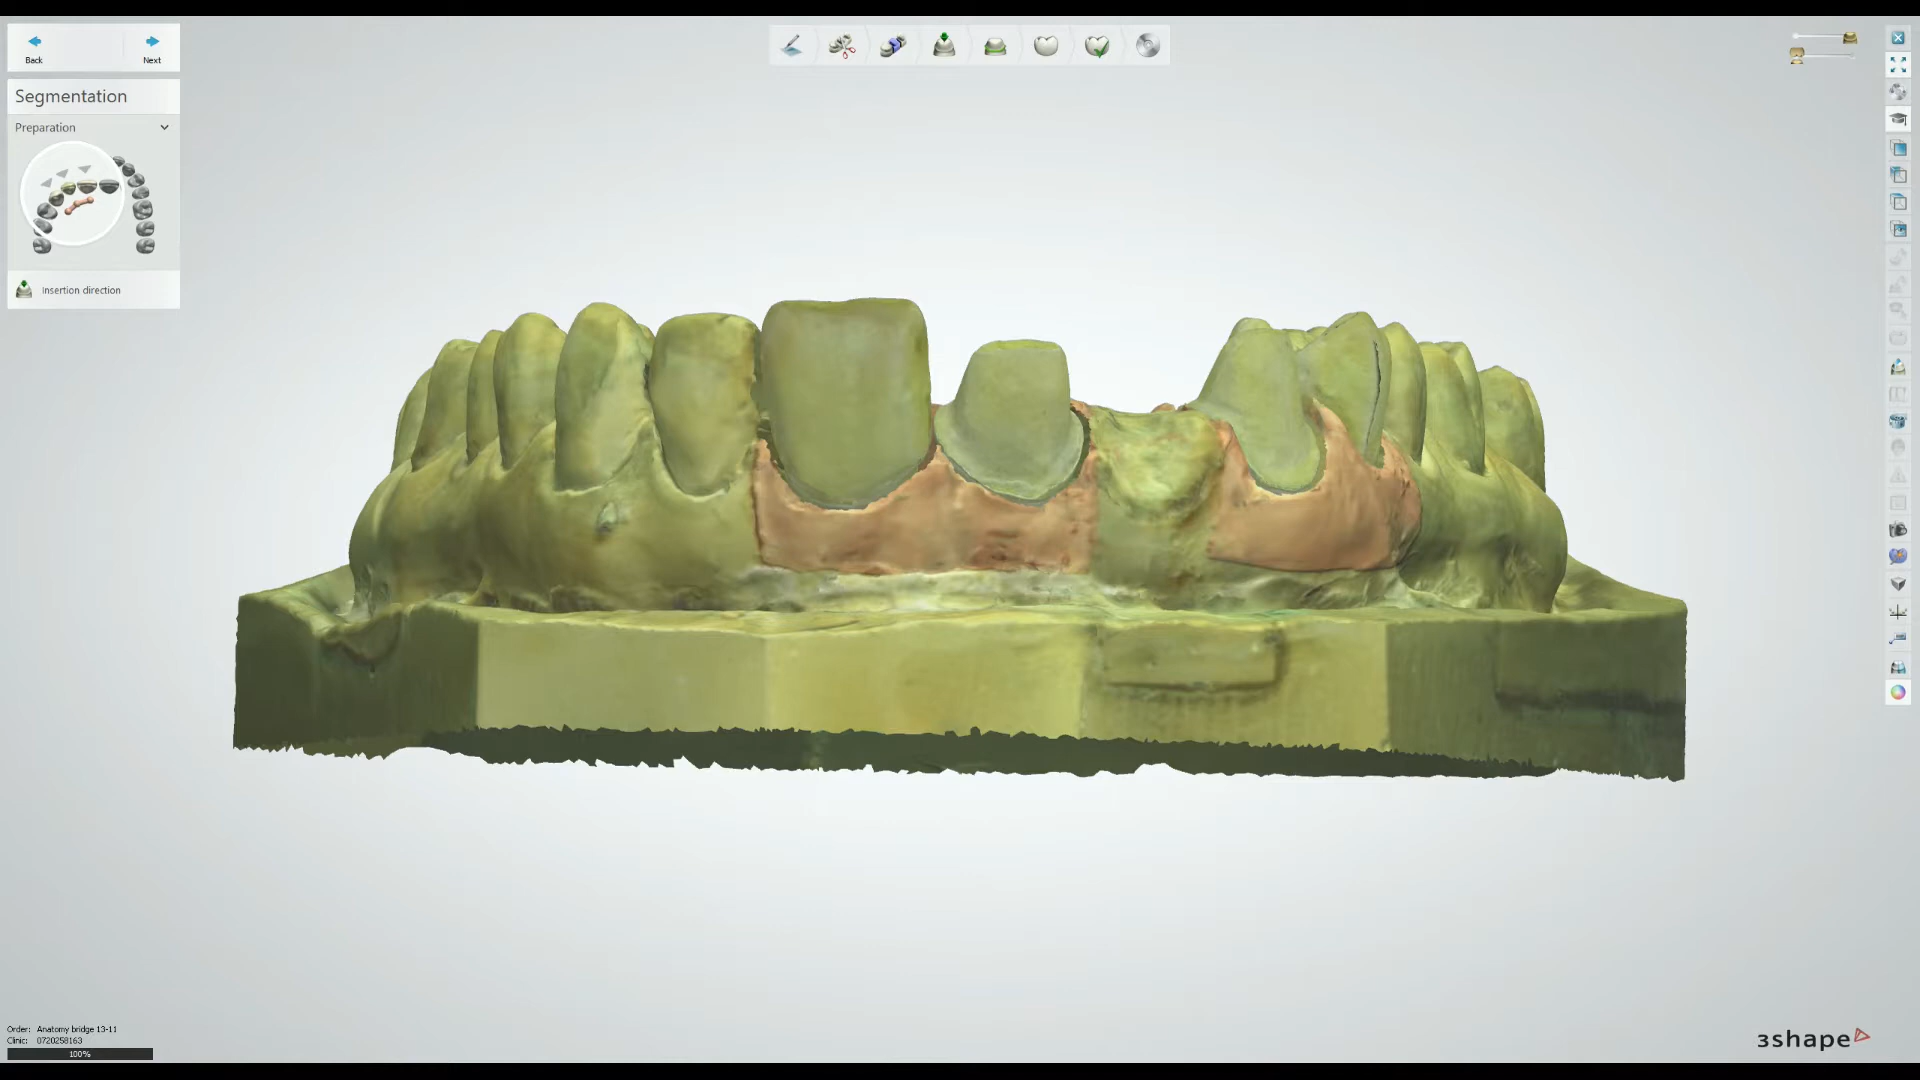 Back
Next
Segmentation
Preparation
Insertion direction
Order: Anatomy bridge 13-11
Clinic: 0720258163
100%
3shape